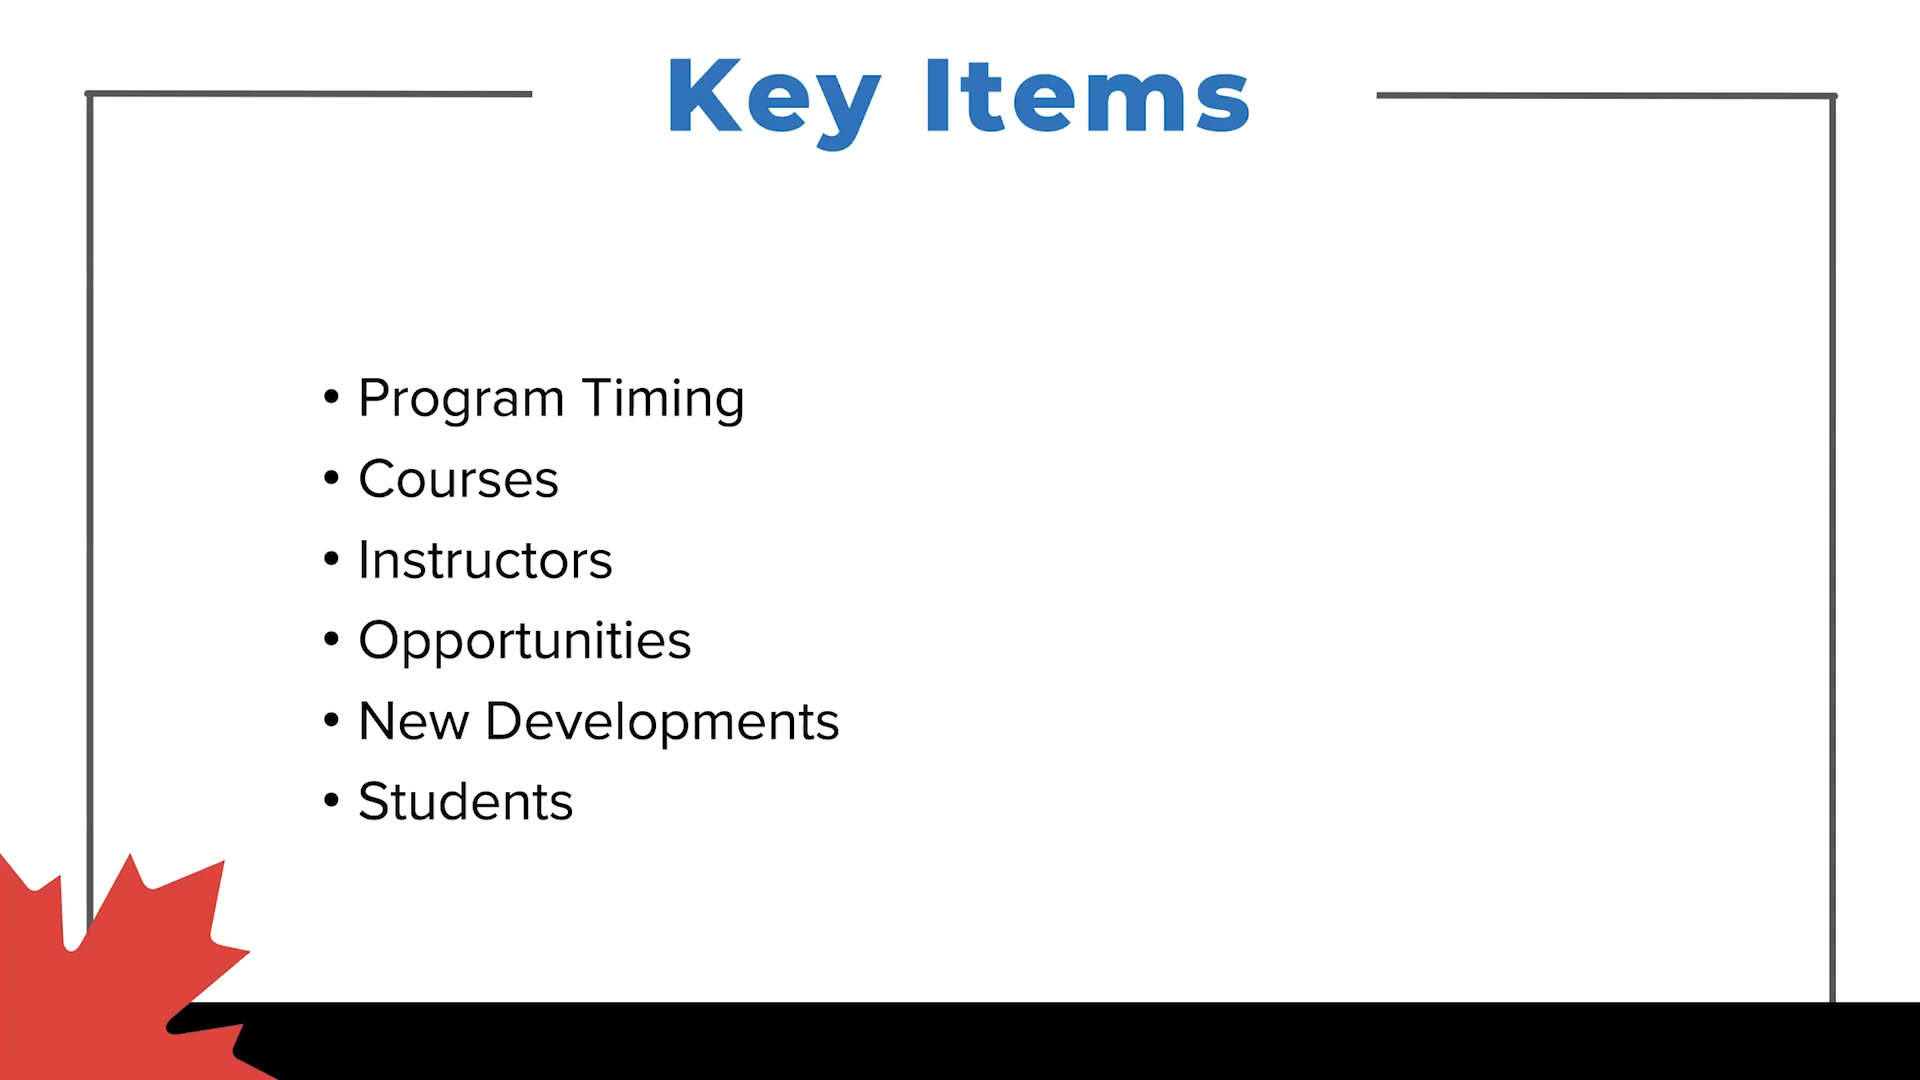 Key Items
• Program Timing
• Courses
• Instructors
• Opportunities
• New Developments
• Students